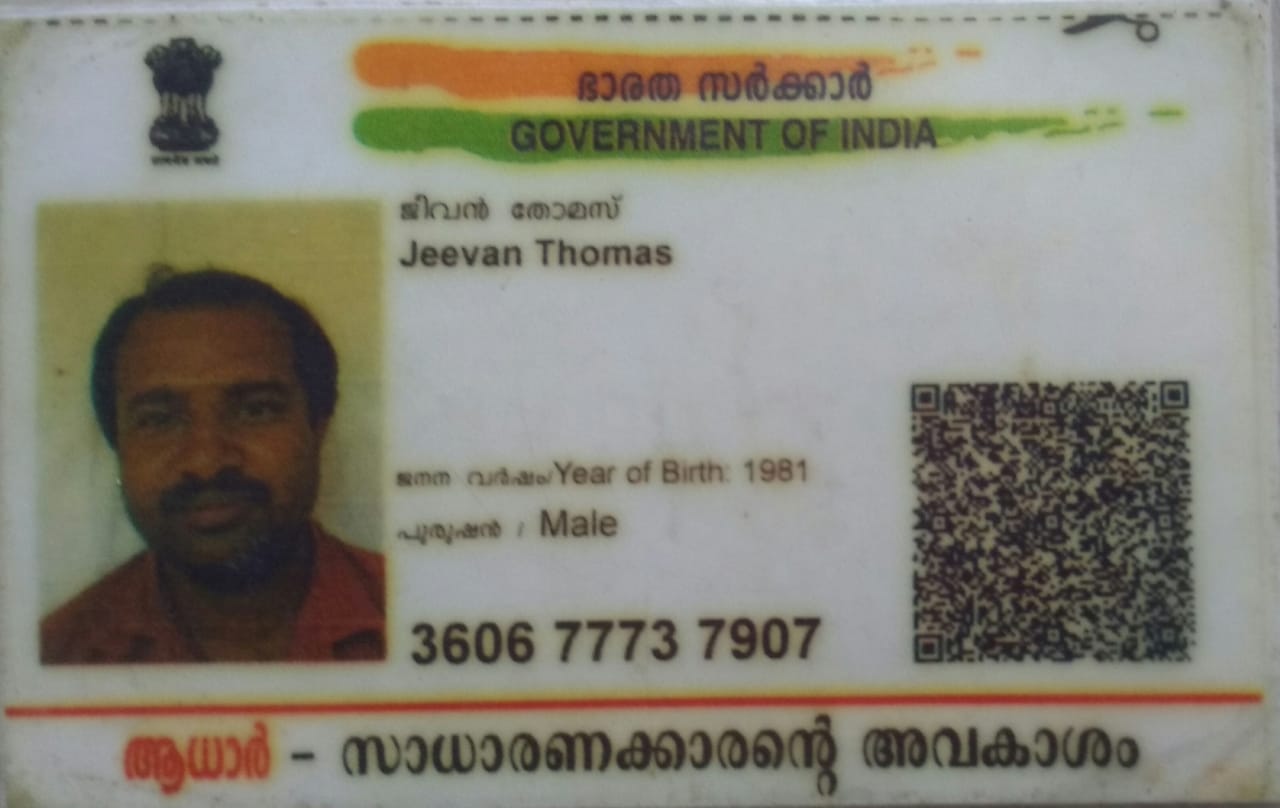 ഭാരത സർക്കാർ
GOVERNMENT OF INDIA
ജീവൻ തോമസ്
Jeevan Thomas
ജനന വർഷം/Year of Birth: 1981
പുരുഷൻ / Male
3606 7773 7907
ആധാർ - സാധാരണക്കാരന്റെ അവകാശം